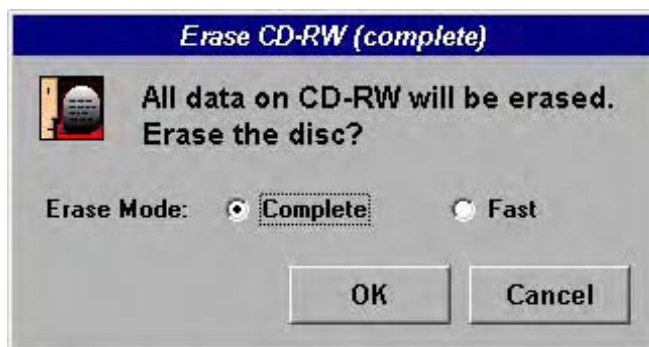 Erase CD-RW (complete)
All data on CD-RW will be erased.
Erase the disc?
Erase Mode: Complete Fast
OK Cancel